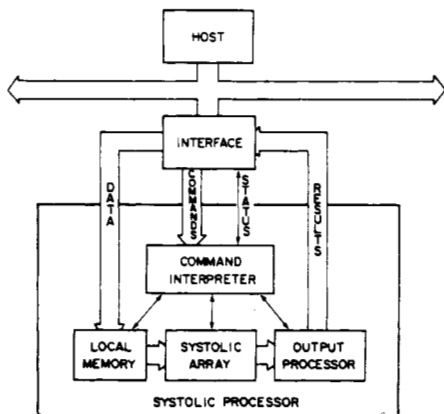 HOST
INTERFACE
DATA
COMMANDS
STATUS
RESULTS
COMMAND
INTERPRETER
LOCAL
MEMORY
SYSTOLIC
ARRAY
OUTPUT
PROCESSOR
SYSTOLIC PROCESSOR